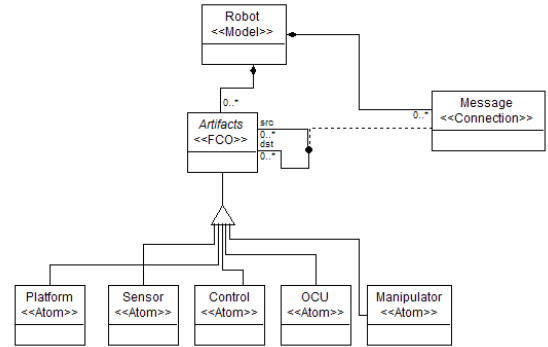 Robot
<<Model>>
0..*
Artifacts
<<FCO>>
src
0..*
dst
0..*
Message
0..*
<<Connection>>
Platform
<<Atom>>
Sensor
<<Atom>>
Control
<<Atom>>
OCU
<<Atom>>
Manipulator
<<Atom>>